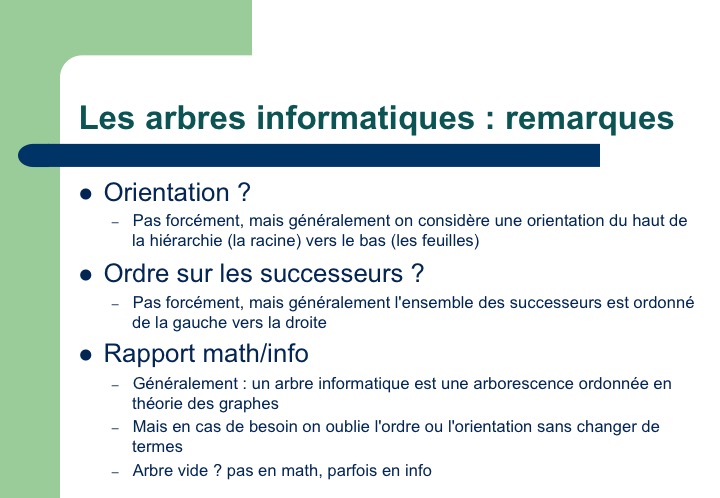 Les arbres informatiques : remarques
Orientation ?
– Pas forcément, mais généralement on considère une orientation du haut de
la hiérarchie (la racine) vers le bas (les feuilles)
Ordre sur les successeurs ?
– Pas forcément, mais généralement l'ensemble des successeurs est ordonné
de la gauche vers la droite
Rapport math/info
– Généralement : un arbre informatique est une arborescence ordonnée en
théorie des graphes
– Mais en cas de besoin on oublie l'ordre ou l'orientation sans changer de
termes
– Arbre vide ? pas en math, parfois en info